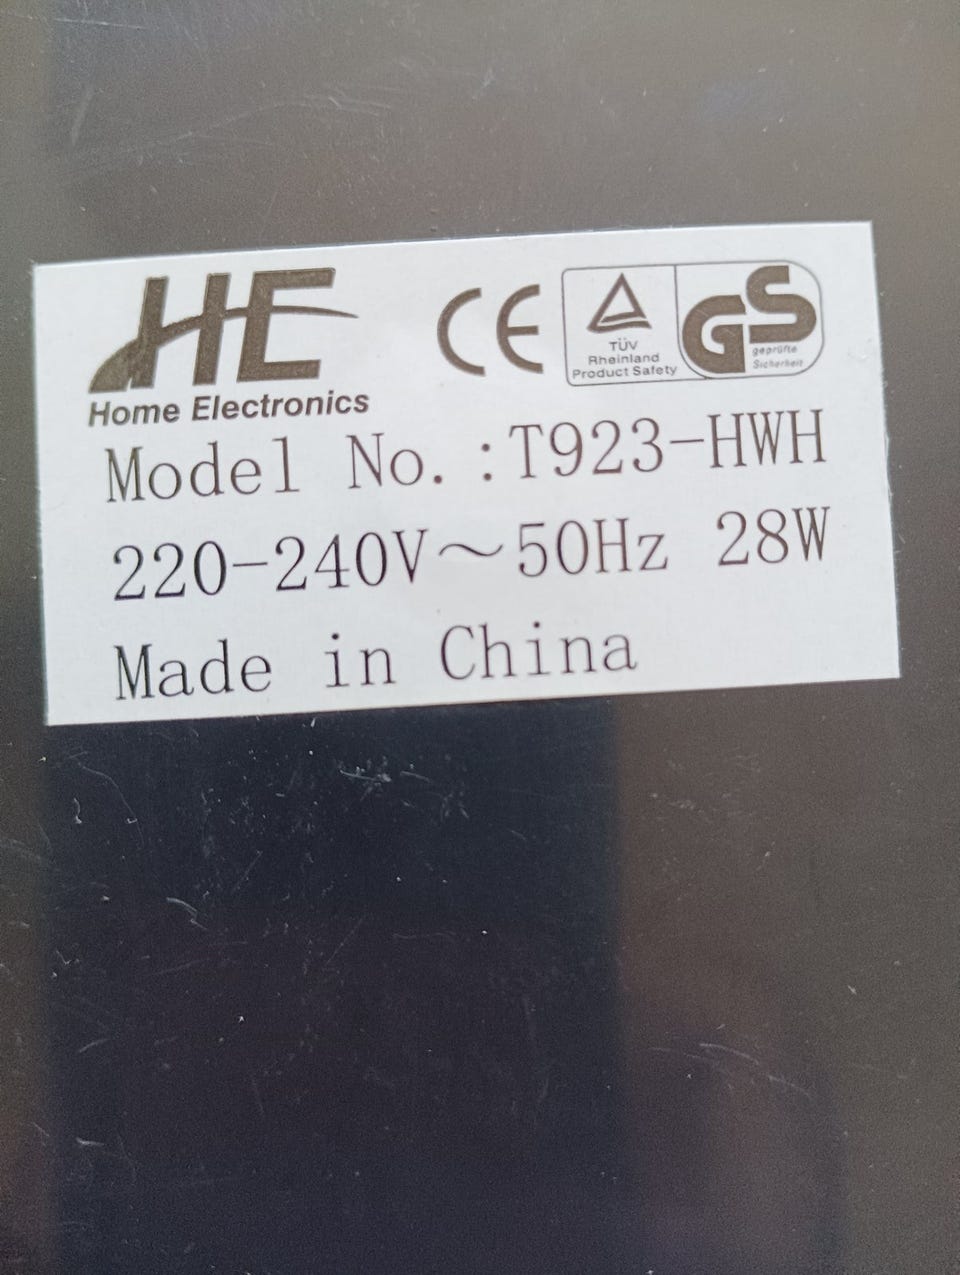 HE
Home Electronics
CE
TÜV
Rheinland
Product Safety
GS
geprüfte
Sicherheit
Model No.:T923-HWH
220-240V～50Hz 28W
Made in China